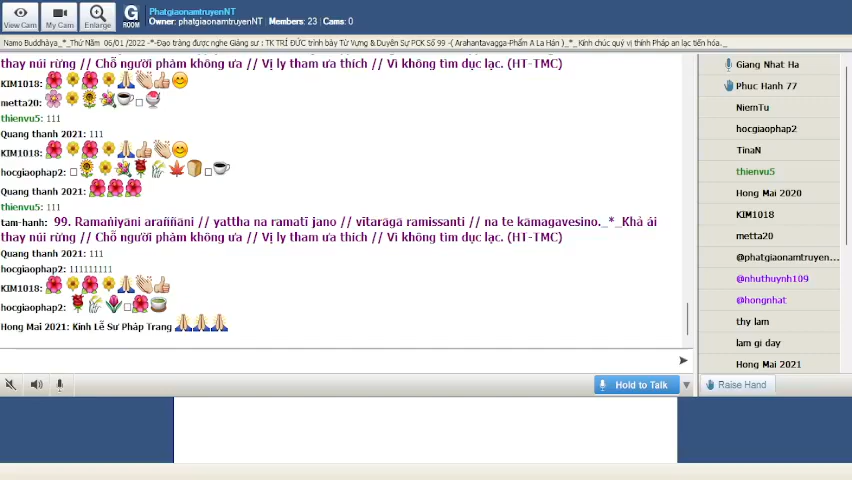 PhatgiaonamtruyenNT
Owner: phatgiaonamtruyenNT | Members: 23 | Cams: 0
View Cam
My Cam
Enlarge
G
ROOM
Namo Buddhàya_*_Thứ Năm 06/01 /2022 -*-Đạo tràng được nghe Giảng sư : TK TRÍ ĐỨC trình bày Từ Vựng & Duyên Sự PCK Số 99 -( Arahantavagga-Phẩm A La Hán )_*_ Kính chúc quý vị thính Pháp an lạc tiến hóa._
thay núi rừng // Chỗ người phàm không ưa // Vị ly tham ưa thích // Vì không tìm dục lạc. (HT-TMC)
KIM1018:
metta20:
thienvu5: 111
Quang thanh 2021: 111
KIM1018:
hocgiaophap2:
Quang thanh 2021:
thienvu5: 111
tam-hanh: 99. Ramaṇīyāni araññāni // yattha na ramatī jano // vītarāgā ramissanti // na te kāmagavesino._*_Khả ái
thay núi rừng // Chỗ người phàm không ưa // Vị ly tham ưa thích // Vì không tìm dục lạc. (HT-TMC)
Quang thanh 2021: 111
hocgiaophap2: 111111111
KIM1018:
hocgiaophap2:
Hong Mai 2021: Kính Lễ Sư Pháp Trang
Hold to Talk
Giang Nhat Ha
Phuc Hanh 77
NiemTu
hocgiaophap2
TinaN
thienvu5
Hong Mai 2020
KIM1018
metta20
@phatgiaonamtruyen...
@nhuthuynh109
@hongnhat
thy lam
lam gi day
Hong Mai 2021
Raise Hand